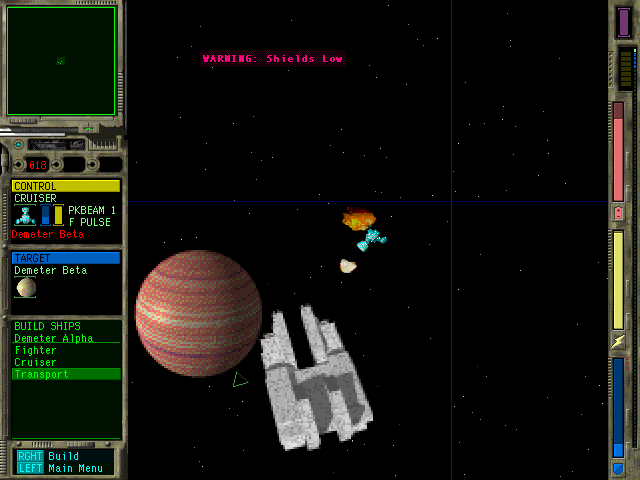 WARNING: Shields Low
018
CONTROL
CRUISER
PKBEAM 1
F PULSE
Demeter Beta
TARGET
Demeter Beta
BUILD SHIPS
Demeter Alpha
Fighter
Cruiser
Transport
RGHT Build
LEFT Main Menu